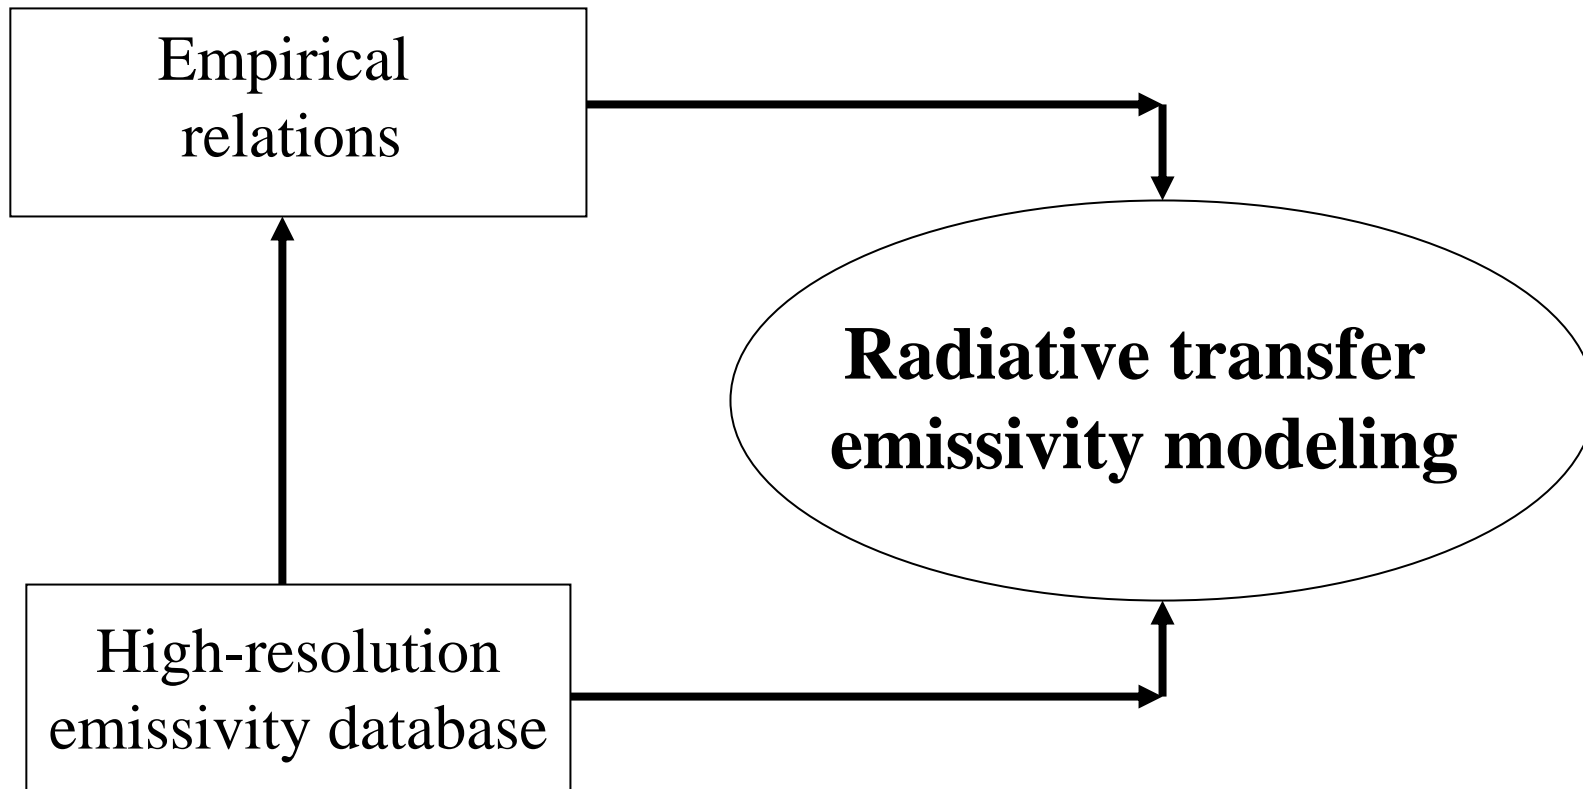 Empirical
relations
Radiative transfer
emissivity modeling
High-resolution
emissivity database